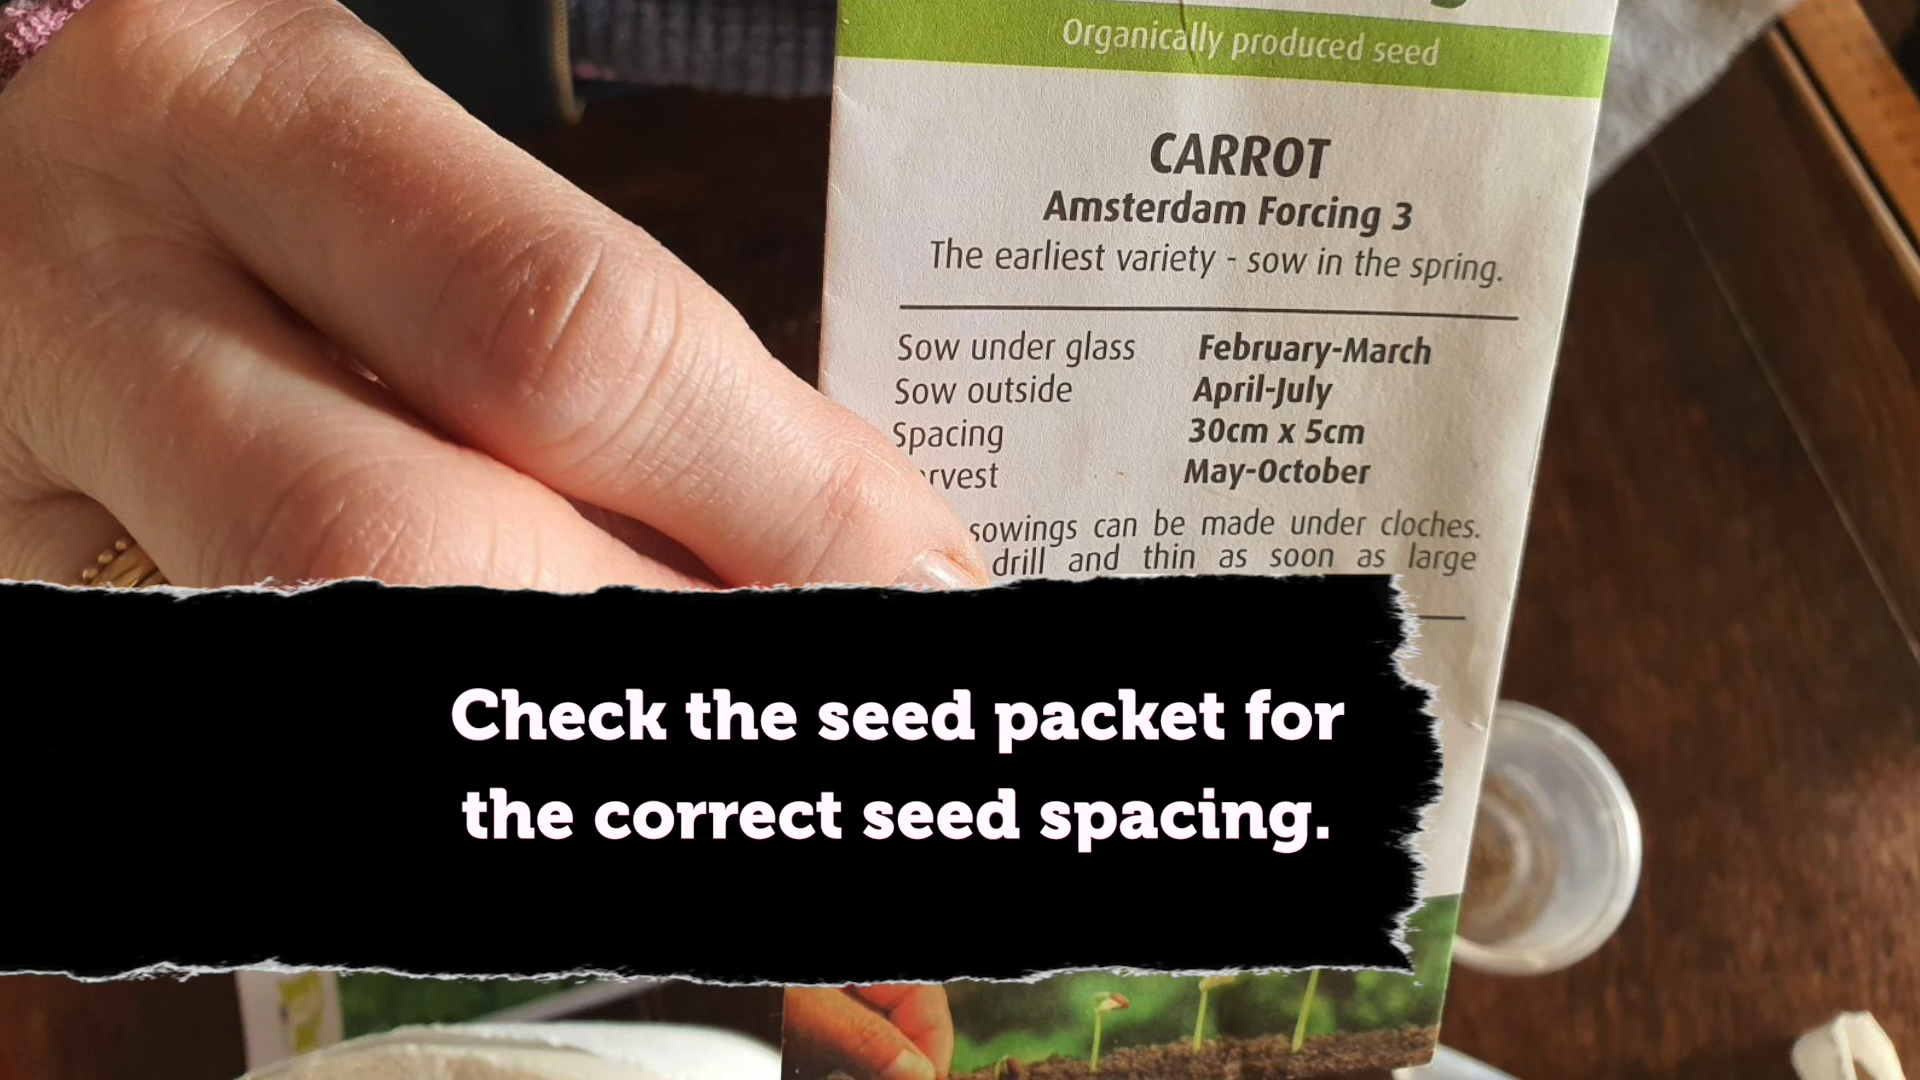 Organically produced seed
CARROT
Amsterdam Forcing 3
The earliest variety - sow in the spring.
Sow under glass February-March
Sow outside April-July
Spacing 30cm x 5cm
rvest May-October
sowings can be made under cloches.
drill and thin as soon as large
Check the seed packet for
the correct seed spacing.